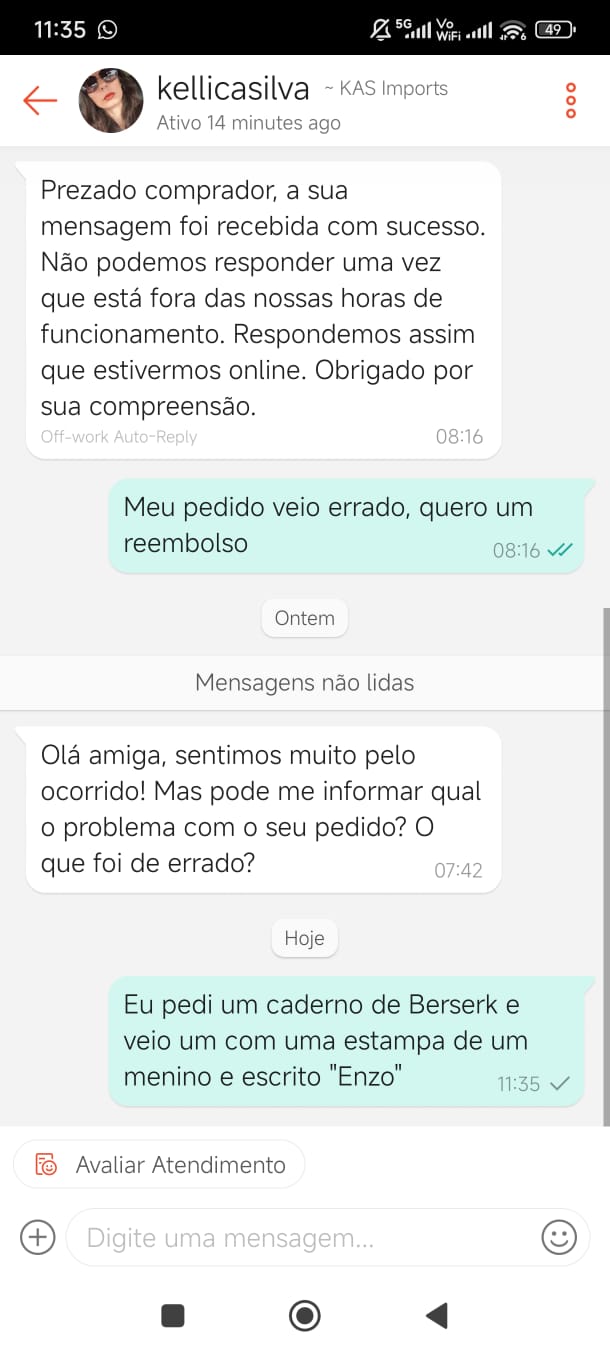 11:35
5G Vo WiFi 6 49
kellicasilva ~ KAS Imports
Ativo 14 minutes ago
Prezado comprador, a sua
mensagem foi recebida com sucesso.
Não podemos responder uma vez
que está fora das nossas horas de
funcionamento. Respondemos assim
que estivermos online. Obrigado por
sua compreensão.
Off-work Auto-Reply 08:16
Meu pedido veio errado, quero um
reembolso 08:16
Ontem
Mensagens não lidas
Olá amiga, sentimos muito pelo
ocorrido! Mas pode me informar qual
o problema com o seu pedido? O
que foi de errado? 07:42
Hoje
Eu pedi um caderno de Berserk e
veio um com uma estampa de um
menino e escrito "Enzo" 11:35
Avaliar Atendimento
Digite uma mensagem...